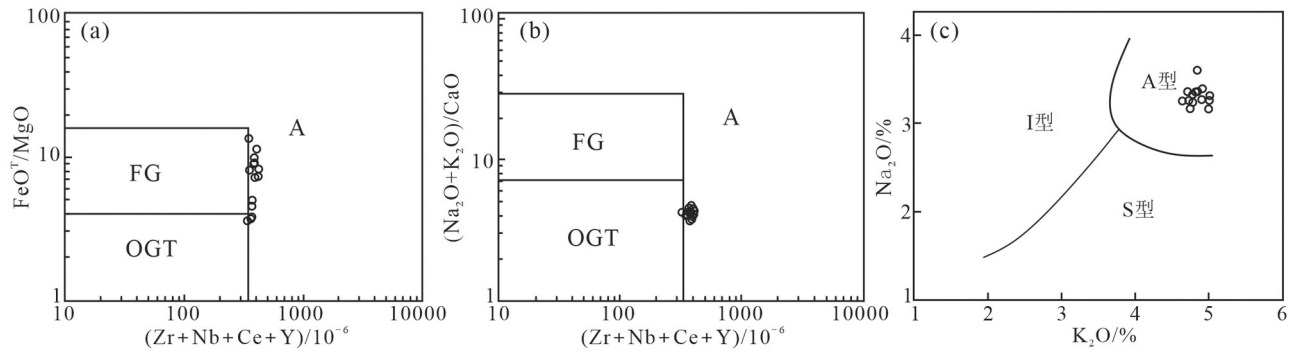 (a)
100
10
1
FeOᵀ/MgO
A
FG
OGT
10 100 1000 10000
(Zr+Nb+Ce+Y)/10⁻⁶
(b)
100
10
1
(Na₂O+K₂O)/CaO
A
FG
OGT
10 100 1000 10000
(Zr+Nb+Ce+Y)/10⁻⁶
(c)
4
3
2
1
Na₂O/%
A型
I型
S型
1 2 3 4 5 6
K₂O/%